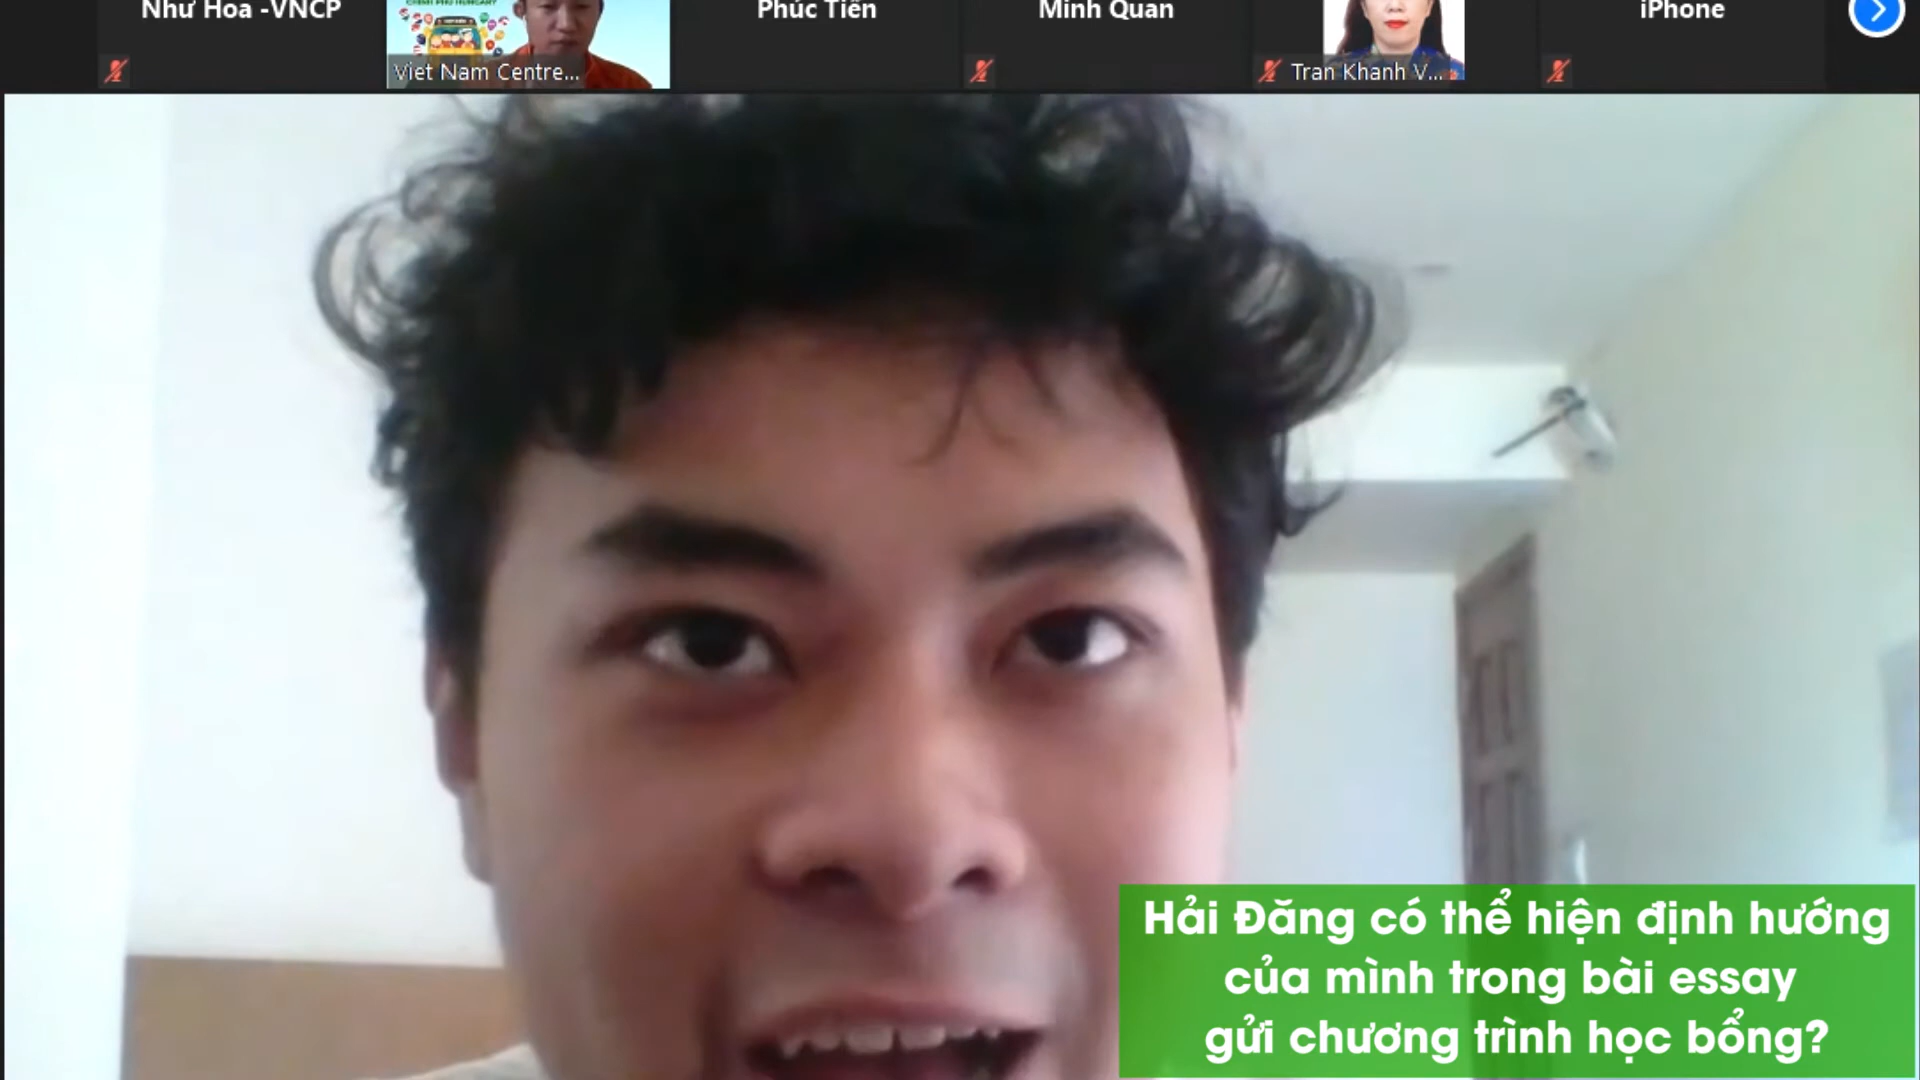 Như Hoa -VNCP
Phúc Tiến
Minh Quan
iPhone
Viet Nam Centre...
Tran Khanh V...
Hải Đăng có thể hiện định hướng
của mình trong bài essay
gửi chương trình học bổng?